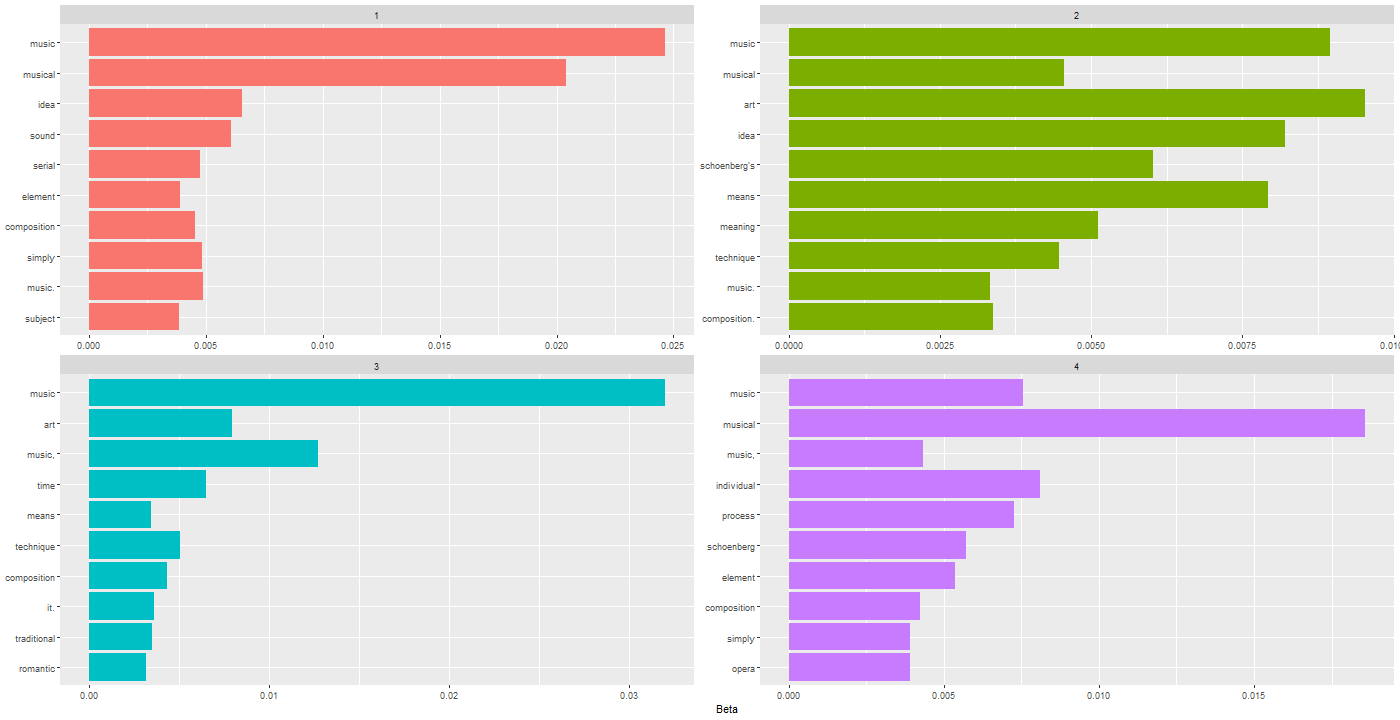 1
music
musical
idea
sound
serial
element
composition
simply
music.
subject
0.000 0.005 0.010 0.015 0.020 0.025
2
music
musical
art
idea
schoenberg's
means
meaning
technique
music.
composition.
0.0000 0.0025 0.0050 0.0075 0.010
3
music
art
music,
time
means
technique
composition
it.
traditional
romantic
0.00 0.01 0.02 0.03
4
music
musical
music,
individual
process
schoenberg
element
composition
simply
opera
0.000 0.005 0.010 0.015
Beta